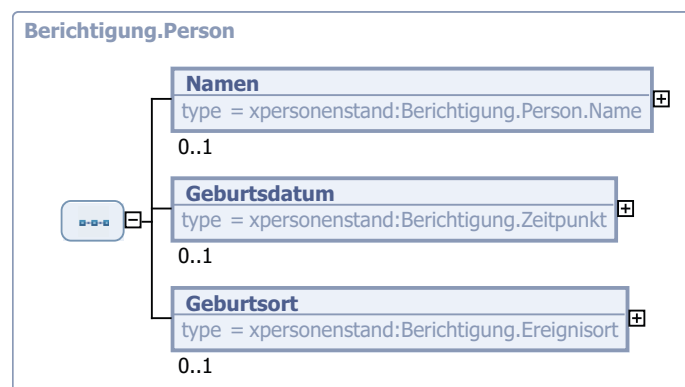 Berichtigung.Person
Namen
type = xpersonenstand:Berichtigung.Person.Name
0..1
Geburtsdatum
type = xpersonenstand:Berichtigung.Zeitpunkt
0..1
Geburtsort
type = xpersonenstand:Berichtigung.Ereignisort
0..1